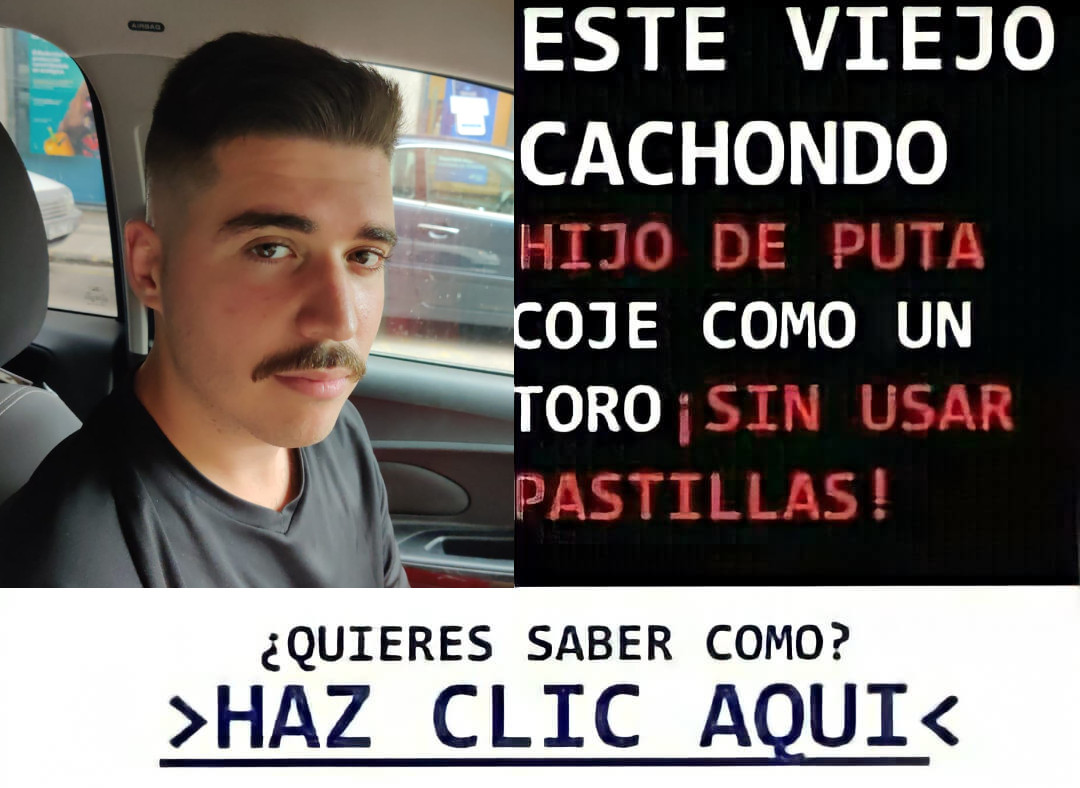 AIRBAG
ESTE VIEJO
CACHONDO
HIJO DE PUTA
COJE COMO UN
TORO ¡SIN USAR
PASTILLAS!
¿QUIERES SABER COMO?
>HAZ CLIC AQUI<